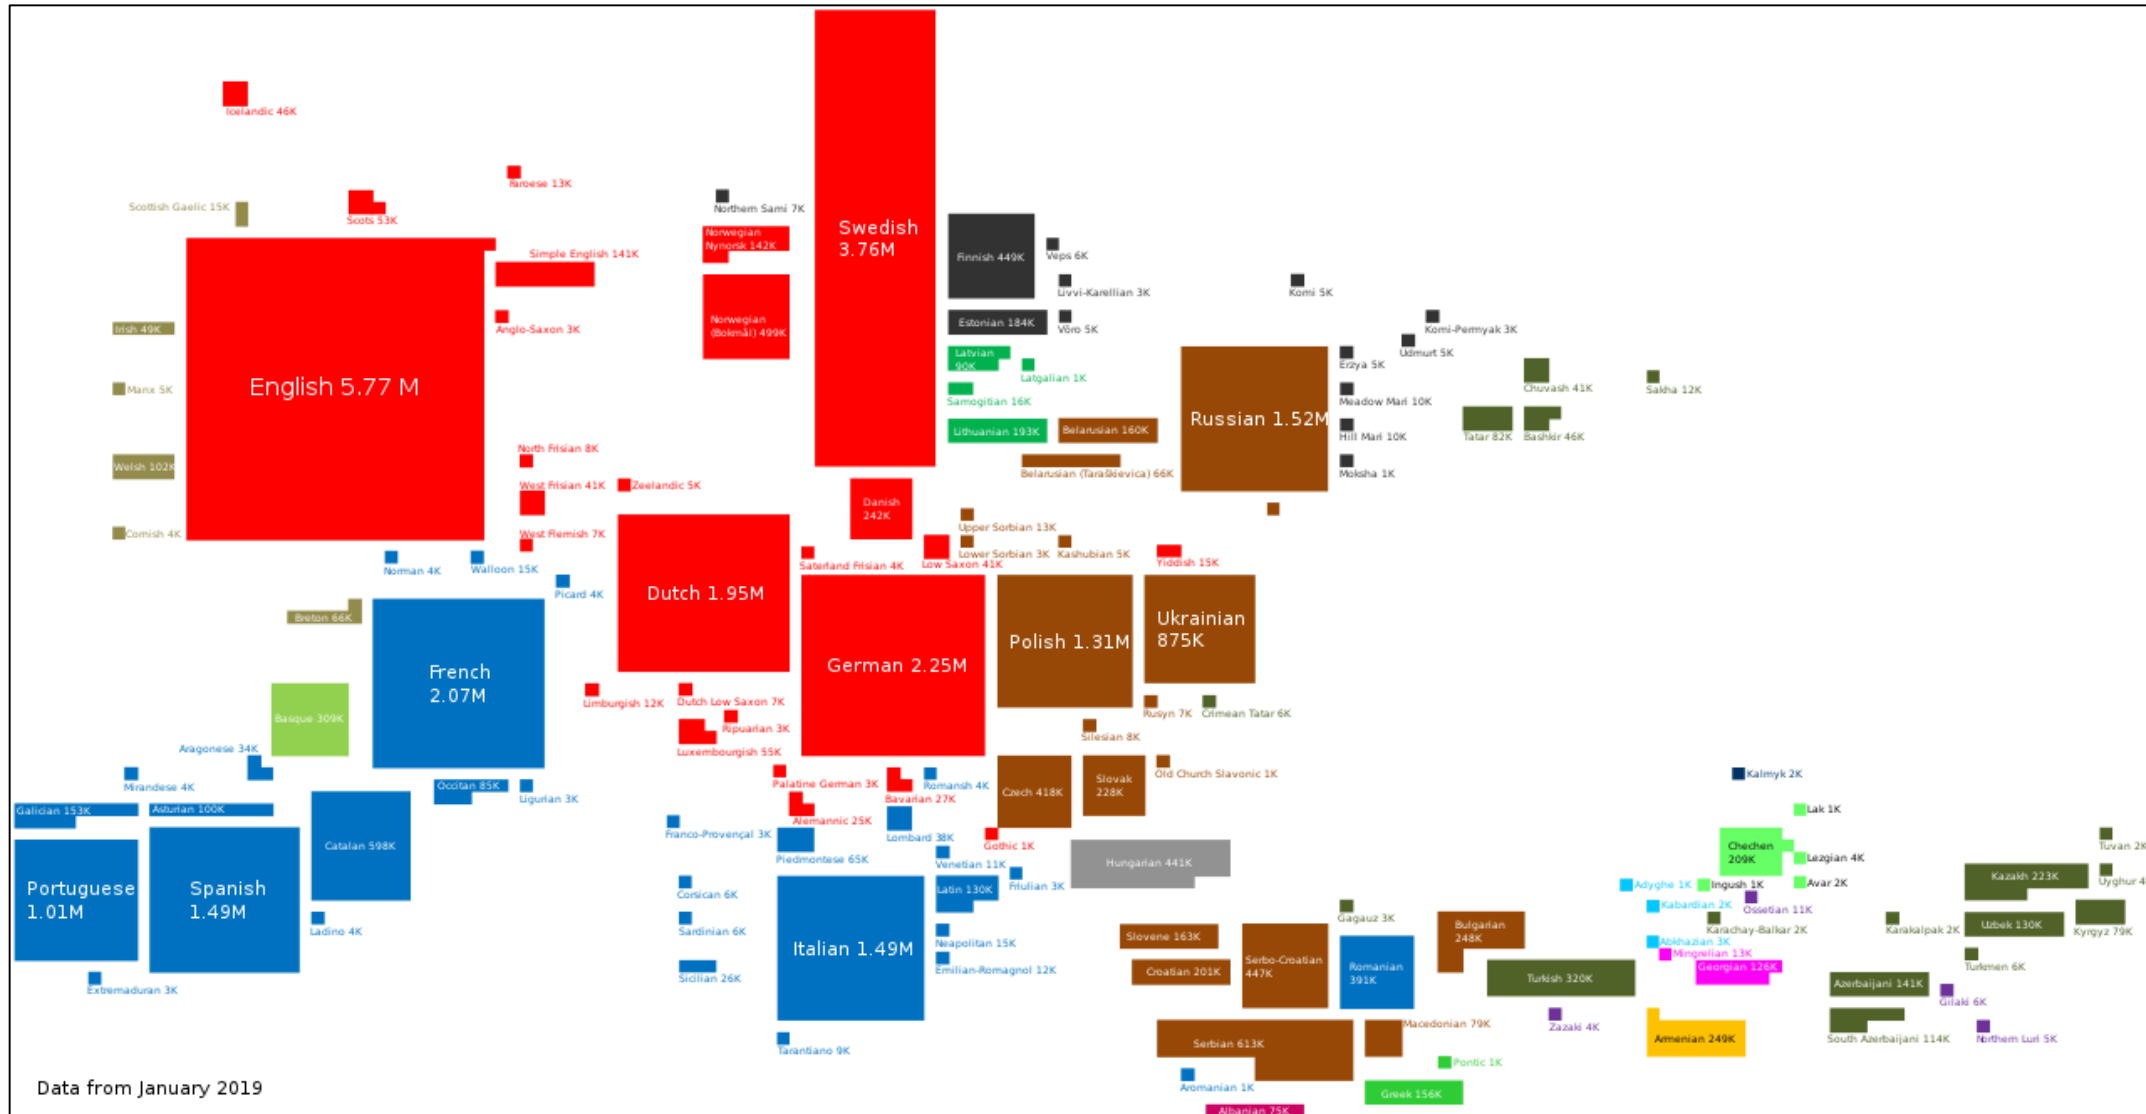 Icelandic 46K
Faroese 13K
Scottish Gaelic 15K
Scots 53K
Northern Sami 7K
Norwegian
Nynorsk 142K
Swedish
3.76M
Simple English 141K
Finnish 449K
Veps 6K
Livvi-Karellian 3K
Komi 5K
Irish 49K
Anglo-Saxon 3K
Norwegian
(Bokmål) 499K
Estonian 184K
Võro 5K
Komi-Permyak 3K
Udmurt 5K
Latvian
90K
Latgalian 1K
Erzya 5K
English 5.77 M
Manx 5K
Samogitian 16K
Meadow Mari 10K
Chuvash 41K
Sakha 12K
Russian 1.52M
Lithuanian 193K
Belarusian 160K
Hill Mari 10K
Tatar 82K
Bashkir 46K
North Frisian 8K
Welsh 102K
Belarusian (Taraškievica) 66K
Moksha 1K
West Frisian 41K
Zeelandic 5K
Danish
242K
Upper Sorbian 13K
Cornish 4K
West Flemish 7K
Lower Sorbian 3K
Kashubian 5K
Norman 4K
Walloon 15K
Saterland Frisian 4K
Low Saxon 41K
Yiddish 15K
Picard 4K
Dutch 1.95M
Breton 66K
Ukrainian
875K
Polish 1.31M
French
2.07M
German 2.25M
Limburgish 12K
Dutch Low Saxon 7K
Rusyn 7K
Crimean Tatar 6K
Basque 309K
Ripuarian 3K
Silesian 8K
Aragonese 34K
Luxembourgish 55K
Mirandese 4K
Occitan 85K
Ligurian 3K
Palatine German 3K
Bavarian 27K
Romansh 4K
Czech 418K
Slovak
228K
Old Church Slavonic 1K
Kalmyk 2K
Galician 153K
Asturian 100K
Alemannic 25K
Lak 1K
Franco-Provençal 3K
Lombard 38K
Gothic 1K
Catalan 598K
Piedmontese 65K
Venetian 11K
Hungarian 441K
Chechen
209K
Lezgian 4K
Tuvan 2K
Portuguese
1.01M
Spanish
1.49M
Corsican 6K
Latin 130K
Friulian 3K
Adyghe 1K
Ingush 1K
Avar 2K
Kazakh 223K
Uyghur 4
Kabardian 2K
Ossetian 11K
Ladino 4K
Sardinian 6K
Gagauz 3K
Bulgarian
248K
Karachay-Balkar 2K
Karakalpak 2K
Uzbek 130K
Kyrgyz 79K
Italian 1.49M
Neapolitan 15K
Slovene 163K
Abkhazian 3K
Mingrelian 13K
Serbo-Croatian
447K
Romanian
391K
Emilian-Romagnol 12K
Croatian 201K
Georgian 126K
Turkmen 6K
Extremaduran 3K
Sicilian 26K
Turkish 320K
Azerbaijani 141K
Gilaki 6K
Macedonian 79K
Zazaki 4K
Armenian 249K
South Azerbaijani 114K
Northern Luri 5K
Tarantiano 9K
Serbian 613K
Pontic 1K
Data from January 2019
Aromanian 1K
Greek 156K
Albanian 75K